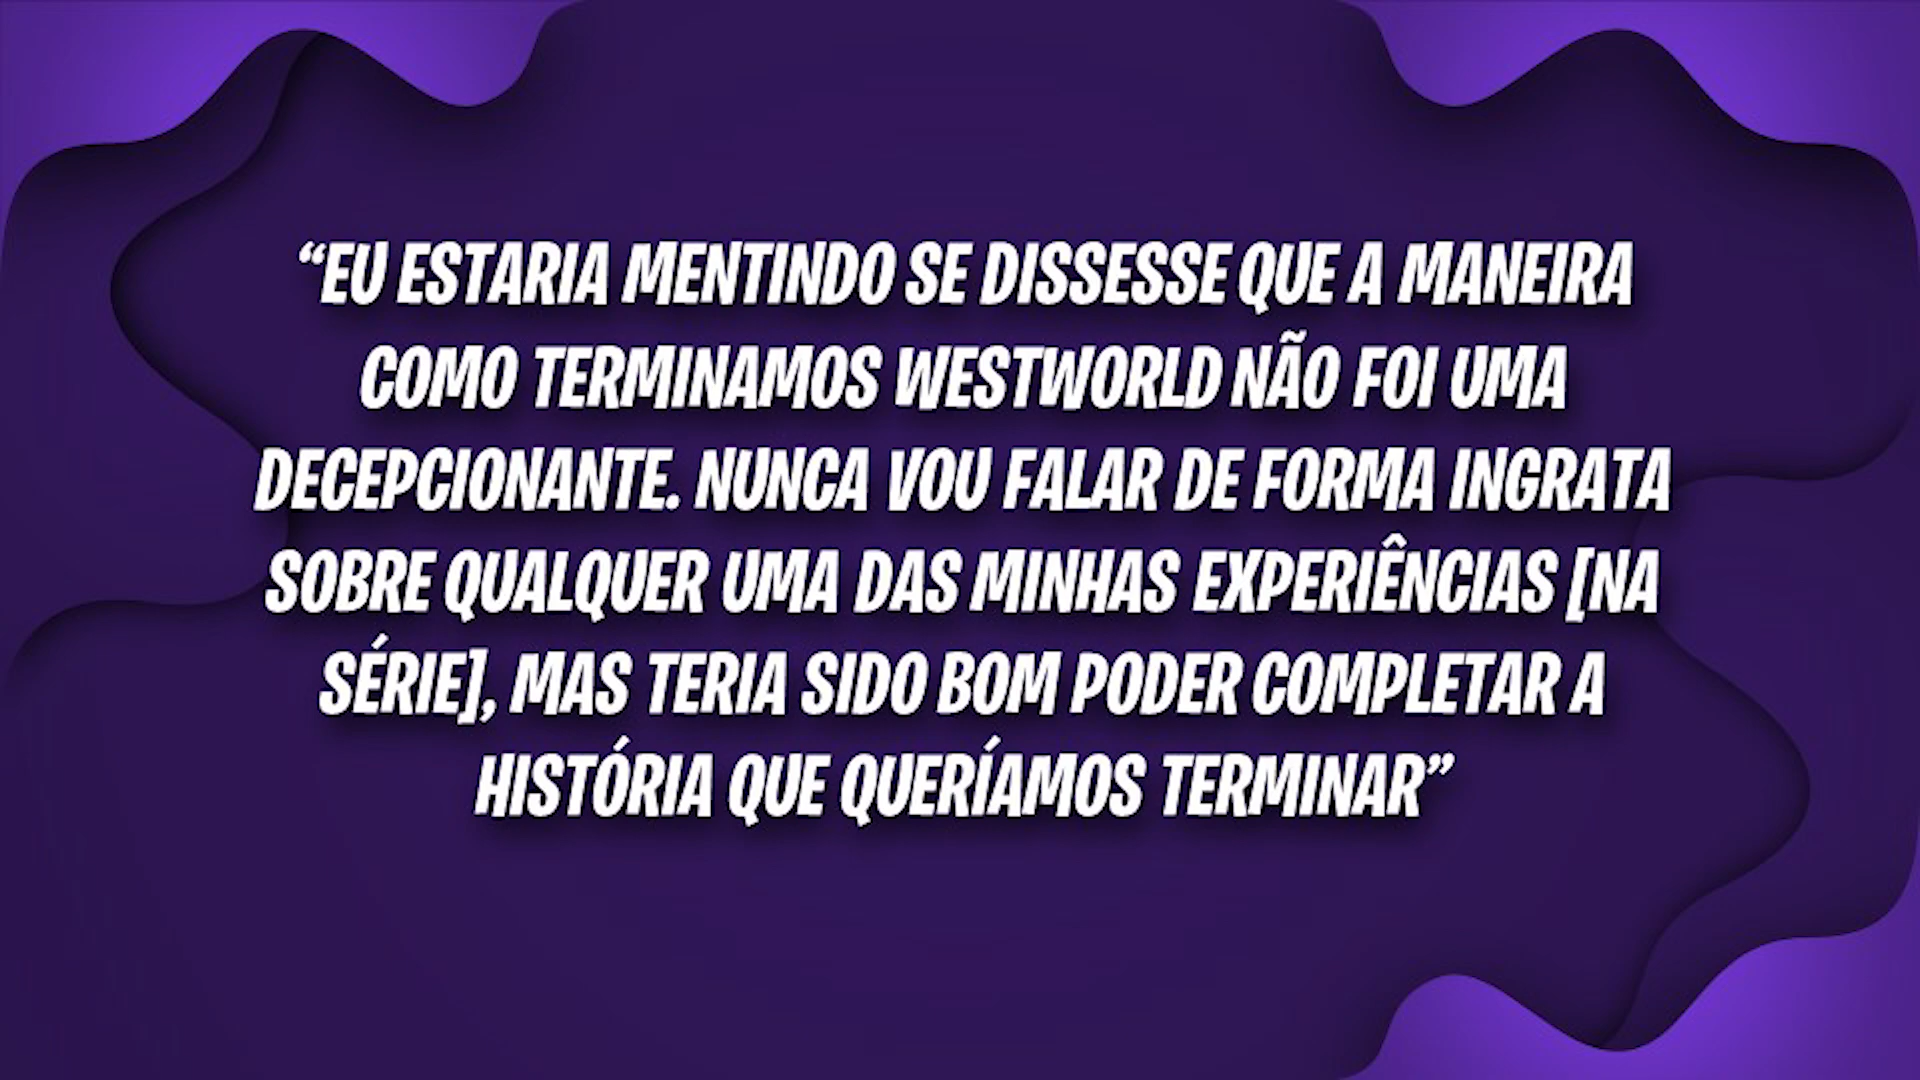 “EU ESTARIA MENTINDO SE DISSESSE QUE A MANEIRA
COMO TERMINAMOS WESTWORLD NÃO FOI UMA
DECEPCIONANTE. NUNCA VOU FALAR DE FORMA INGRATA
SOBRE QUALQUER UMA DAS MINHAS EXPERIÊNCIAS [NA
SÉRIE], MAS TERIA SIDO BOM PODER COMPLETAR A
HISTÓRIA QUE QUERÍAMOS TERMINAR”